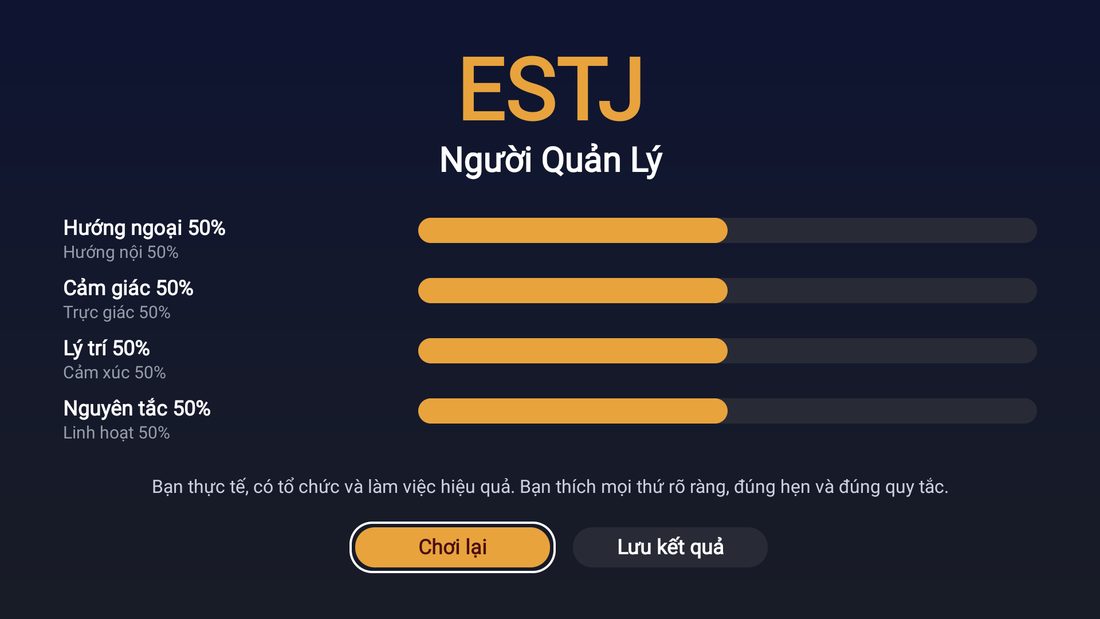 ESTJ
Người Quản Lý
Hướng ngoại 50%
Hướng nội 50%
Cảm giác 50%
Trực giác 50%
Lý trí 50%
Cảm xúc 50%
Nguyên tắc 50%
Linh hoạt 50%
Bạn thực tế, có tổ chức và làm việc hiệu quả. Bạn thích mọi thứ rõ ràng, đúng hẹn và đúng quy tắc.
Chơi lại
Lưu kết quả